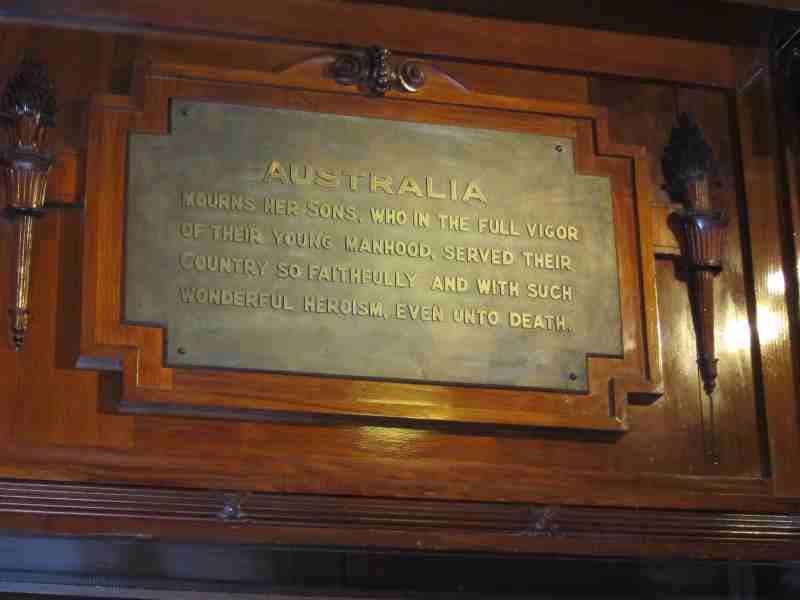 AUSTRALIA
MOURNS HER SONS, WHO IN THE FULL VIGOR
OF THEIR YOUNG MANHOOD, SERVED THEIR
COUNTRY SO FAITHFULLY AND WITH SUCH
WONDERFUL HEROISM, EVEN UNTO DEATH.